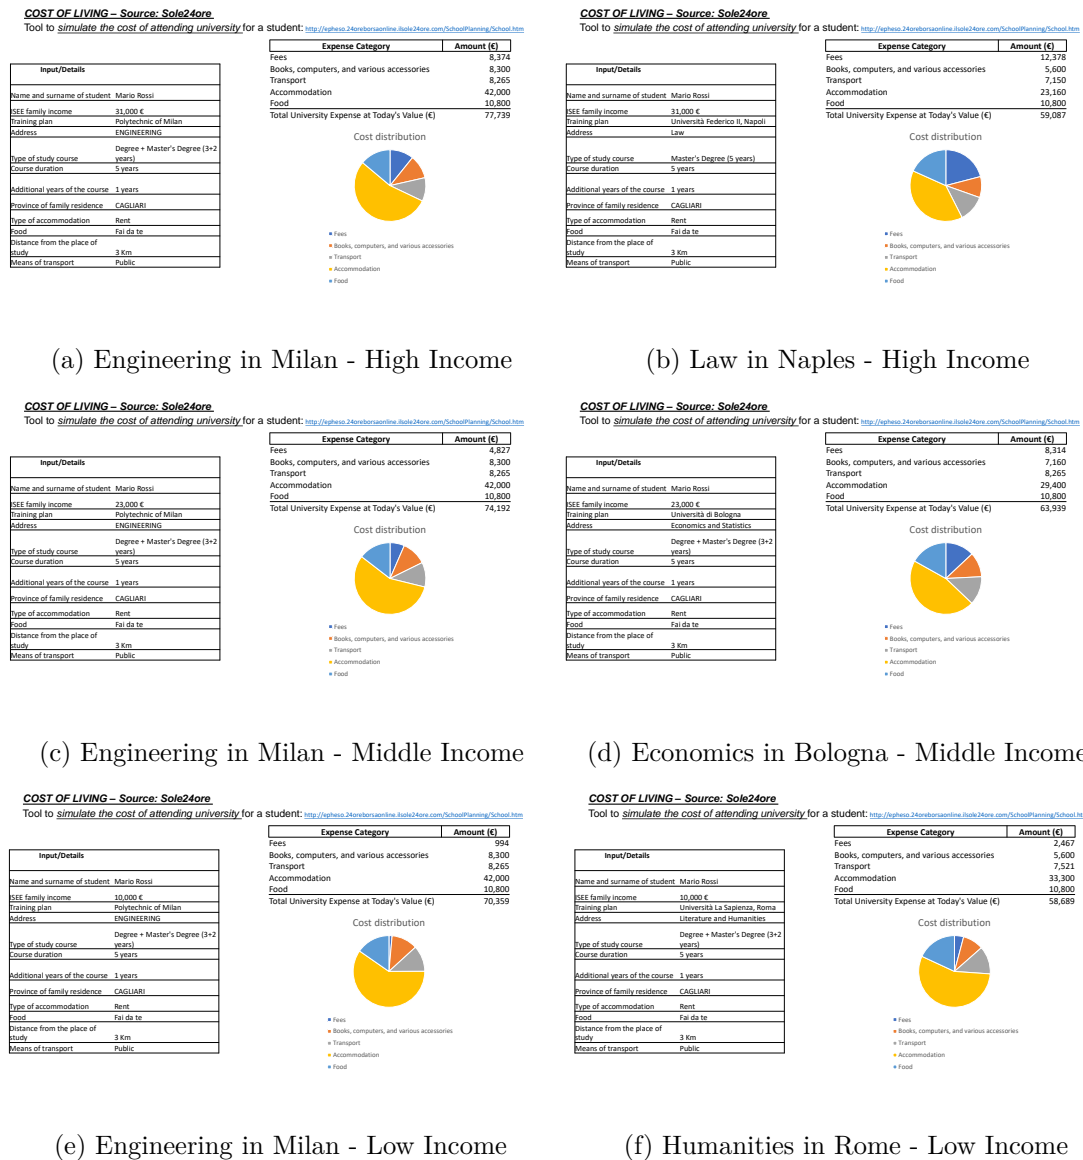 COST OF LIVING – Source: Sole24ore
Tool to simulate the cost of attending university for a student: http://epheso.24oreborsaonline.ilsole24ore.com/SchoolPlanning/School.htm
Input/Details
Name and surname of student Mario Rossi
ISEE family income 31,000 €
Training plan Polytechnic of Milan
Address ENGINEERING
Type of study course Degree + Master's Degree (3+2 years)
Course duration 5 years
Additional years of the course 1 years
Province of family residence CAGLIARI
Type of accommodation Rent
Food Fai da te
Distance from the place of study 3 Km
Means of transport Public
Expense Category Amount (€)
Fees 8,374
Books, computers, and various accessories 8,300
Transport 8,265
Accommodation 42,000
Food 10,800
Total University Expense at Today's Value (€) 77,739
Cost distribution
Fees
Books, computers, and various accessories
Transport
Accommodation
Food
(a) Engineering in Milan - High Income
COST OF LIVING – Source: Sole24ore
Tool to simulate the cost of attending university for a student: http://epheso.24oreborsaonline.ilsole24ore.com/SchoolPlanning/School.htm
Input/Details
Name and surname of student Mario Rossi
ISEE family income 31,000 €
Training plan Università Federico II, Napoli
Address Law
Type of study course Master's Degree (5 years)
Course duration 5 years
Additional years of the course 1 years
Province of family residence CAGLIARI
Type of accommodation Rent
Food Fai da te
Distance from the place of study 3 Km
Means of transport Public
Expense Category Amount (€)
Fees 12,378
Books, computers, and various accessories 5,600
Transport 7,150
Accommodation 23,160
Food 10,800
Total University Expense at Today's Value (€) 59,087
Cost distribution
Fees
Books, computers, and various accessories
Transport
Accommodation
Food
(b) Law in Naples - High Income
COST OF LIVING – Source: Sole24ore
Tool to simulate the cost of attending university for a student: http://epheso.24oreborsaonline.ilsole24ore.com/SchoolPlanning/School.htm
Input/Details
Name and surname of student Mario Rossi
ISEE family income 23,000 €
Training plan Polytechnic of Milan
Address ENGINEERING
Type of study course Degree + Master's Degree (3+2 years)
Course duration 5 years
Additional years of the course 1 years
Province of family residence CAGLIARI
Type of accommodation Rent
Food Fai da te
Distance from the place of study 3 Km
Means of transport Public
Expense Category Amount (€)
Fees 4,827
Books, computers, and various accessories 8,300
Transport 8,265
Accommodation 42,000
Food 10,800
Total University Expense at Today's Value (€) 74,192
Cost distribution
Fees
Books, computers, and various accessories
Transport
Accommodation
Food
(c) Engineering in Milan - Middle Income
COST OF LIVING – Source: Sole24ore
Tool to simulate the cost of attending university for a student: http://epheso.24oreborsaonline.ilsole24ore.com/SchoolPlanning/School.htm
Input/Details
Name and surname of student Mario Rossi
ISEE family income 23,000 €
Training plan Università di Bologna
Address Economics and Statistics
Type of study course Degree + Master's Degree (3+2 years)
Course duration 5 years
Additional years of the course 1 years
Province of family residence CAGLIARI
Type of accommodation Rent
Food Fai da te
Distance from the place of study 3 Km
Means of transport Public
Expense Category Amount (€)
Fees 8,314
Books, computers, and various accessories 7,160
Transport 8,265
Accommodation 29,400
Food 10,800
Total University Expense at Today's Value (€) 63,939
Cost distribution
Fees
Books, computers, and various accessories
Transport
Accommodation
Food
(d) Economics in Bologna - Middle Income
COST OF LIVING – Source: Sole24ore
Tool to simulate the cost of attending university for a student: http://epheso.24oreborsaonline.ilsole24ore.com/SchoolPlanning/School.htm
Input/Details
Name and surname of student Mario Rossi
ISEE family income 10,000 €
Training plan Polytechnic of Milan
Address ENGINEERING
Type of study course Degree + Master's Degree (3+2 years)
Course duration 5 years
Additional years of the course 1 years
Province of family residence CAGLIARI
Type of accommodation Rent
Food Fai da te
Distance from the place of study 3 Km
Means of transport Public
Expense Category Amount (€)
Fees 994
Books, computers, and various accessories 8,300
Transport 8,265
Accommodation 42,000
Food 10,800
Total University Expense at Today's Value (€) 70,359
Cost distribution
Fees
Books, computers, and various accessories
Transport
Accommodation
Food
(e) Engineering in Milan - Low Income
COST OF LIVING – Source: Sole24ore
Tool to simulate the cost of attending university for a student: http://epheso.24oreborsaonline.ilsole24ore.com/SchoolPlanning/School.ht
Input/Details
Name and surname of student Mario Rossi
ISEE family income 10,000 €
Training plan Università La Sapienza, Roma
Address Literature and Humanities
Type of study course Degree + Master's Degree (3+2 years)
Course duration 5 years
Additional years of the course 1 years
Province of family residence CAGLIARI
Type of accommodation Rent
Food Fai da te
Distance from the place of study 3 Km
Means of transport Public
Expense Category Amount (€)
Fees 2,467
Books, computers, and various accessories 5,600
Transport 7,521
Accommodation 33,300
Food 10,800
Total University Expense at Today's Value (€) 58,689
Cost distribution
Fees
Books, computers, and various accessories
Transport
Accommodation
Food
(f) Humanities in Rome - Low Income